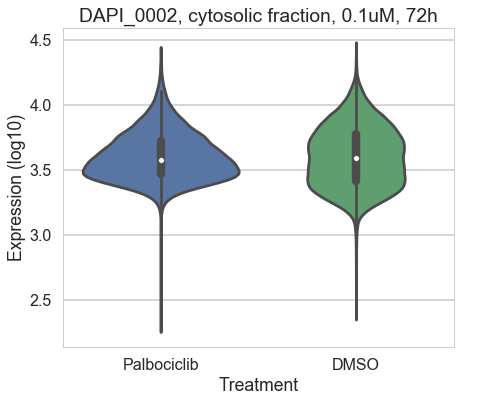 DAPI_0002, cytosolic fraction, 0.1uM, 72h
Expression (log10)
4.5
4.0
3.5
3.0
2.5
Palbociclib DMSO
Treatment